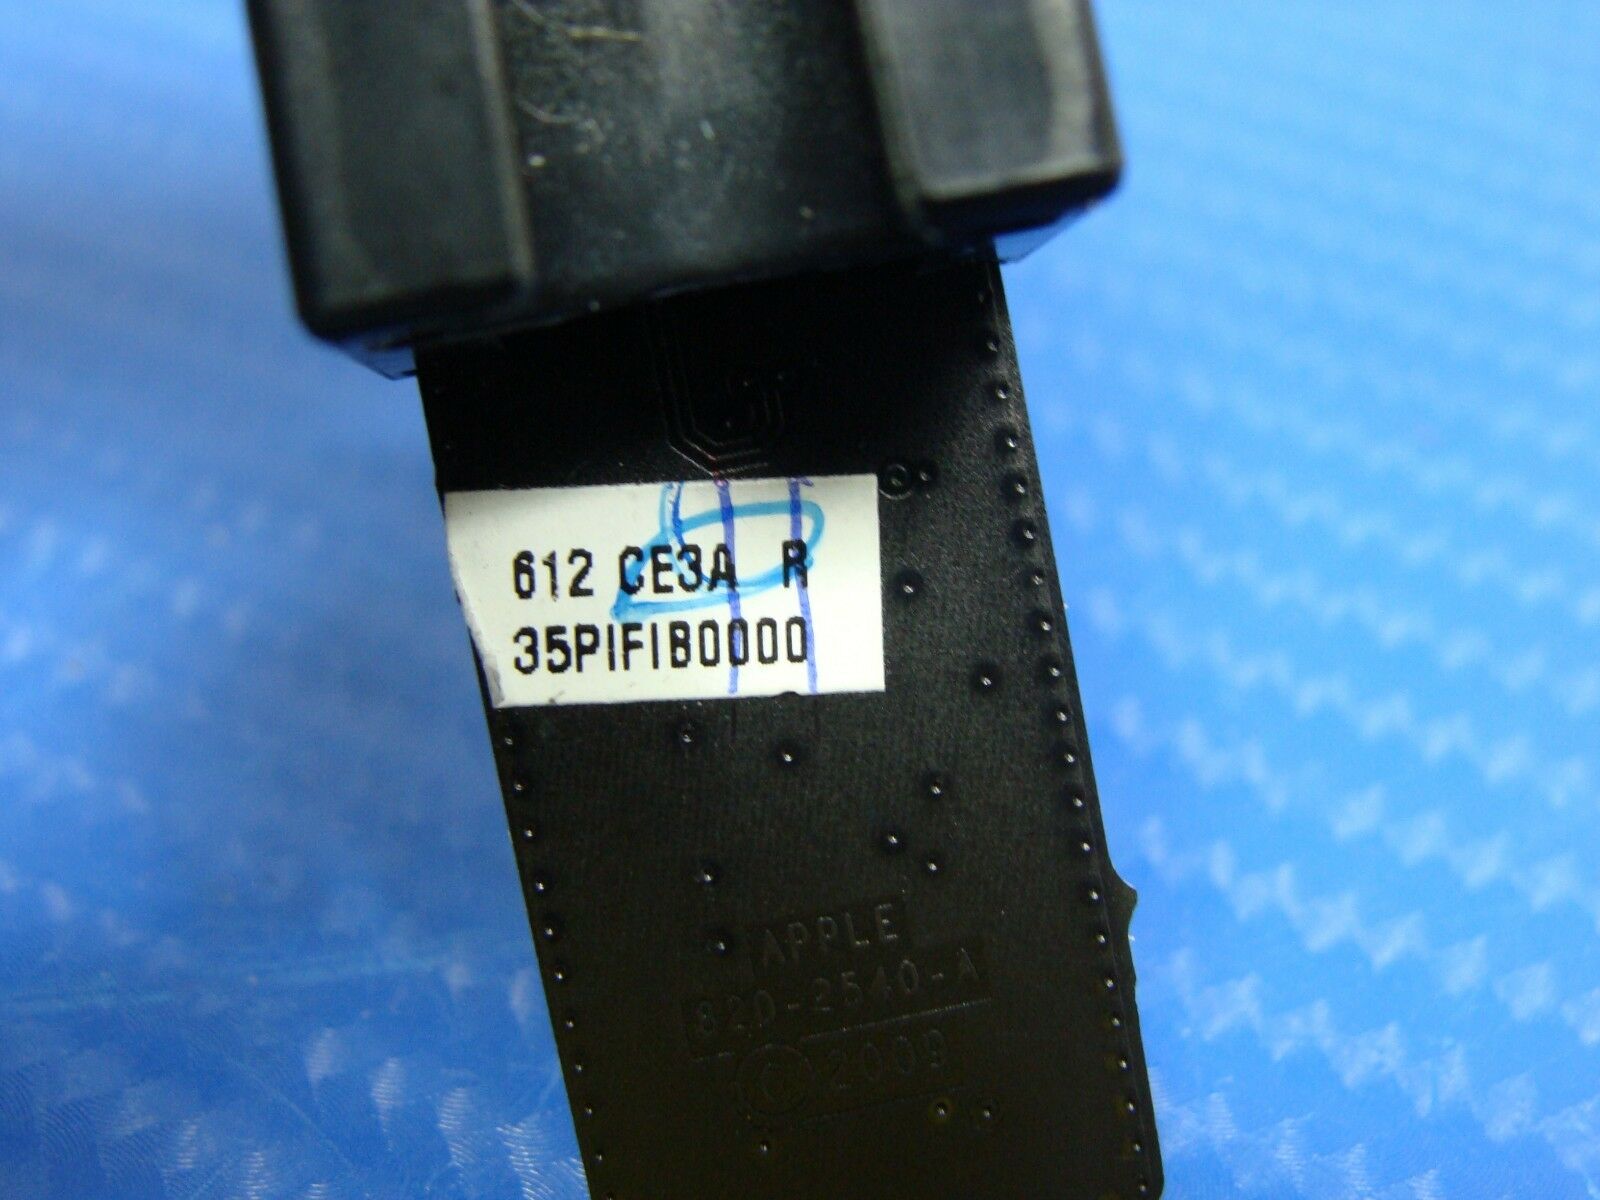 612 CE3A R
35PIFIB0000
APPLE
820-2540-A
© 2009